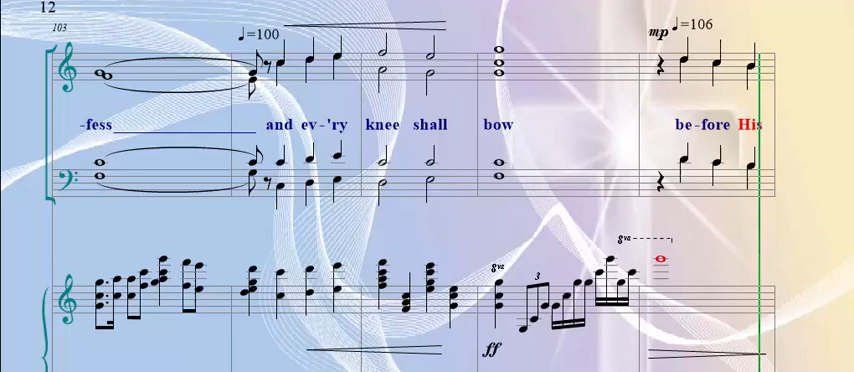 12
103
♩=100
mp ♩=106
-fess and ev-'ry knee shall bow be-fore His
8va
8va
3
ff